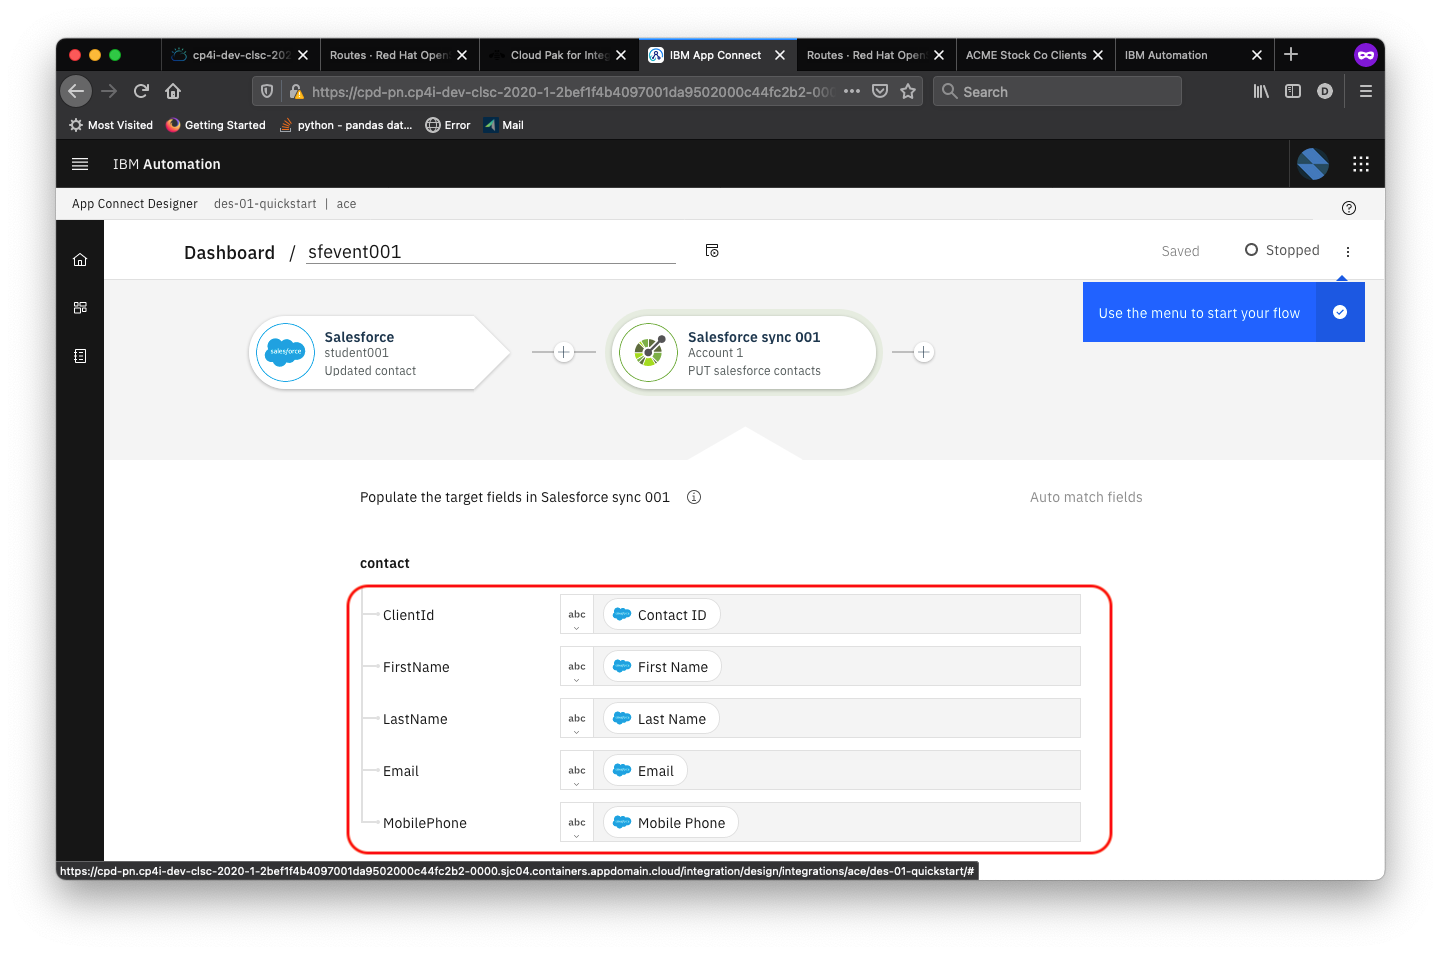 cp4i-dev-clsc-202
Routes · Red Hat Open
Cloud Pak for Integ
IBM App Connect
Routes · Red Hat Open
ACME Stock Co Clients
IBM Automation
https://cpd-pn.cp4i-dev-clsc-2020-1-2bef1f4b4097001da9502000c44fc2b2-000
Search
D
Most Visited
Getting Started
python - pandas dat...
Error
Mail
IBM Automation
App Connect Designer des-01-quickstart | ace
Dashboard / sfevent001
Saved
Stopped
Use the menu to start your flow
salesforce
Salesforce
student001
Updated contact
Salesforce sync 001
Account 1
PUT salesforce contacts
Populate the target fields in Salesforce sync 001
Auto match fields
contact
ClientId abc Contact ID
FirstName abc First Name
LastName abc Last Name
Email abc Email
MobilePhone abc Mobile Phone
https://cpd-pn.cp4i-dev-clsc-2020-1-2bef1f4b4097001da9502000c44fc2b2-0000.sjc04.containers.appdomain.cloud/integration/design/integrations/ace/des-01-quickstart/#